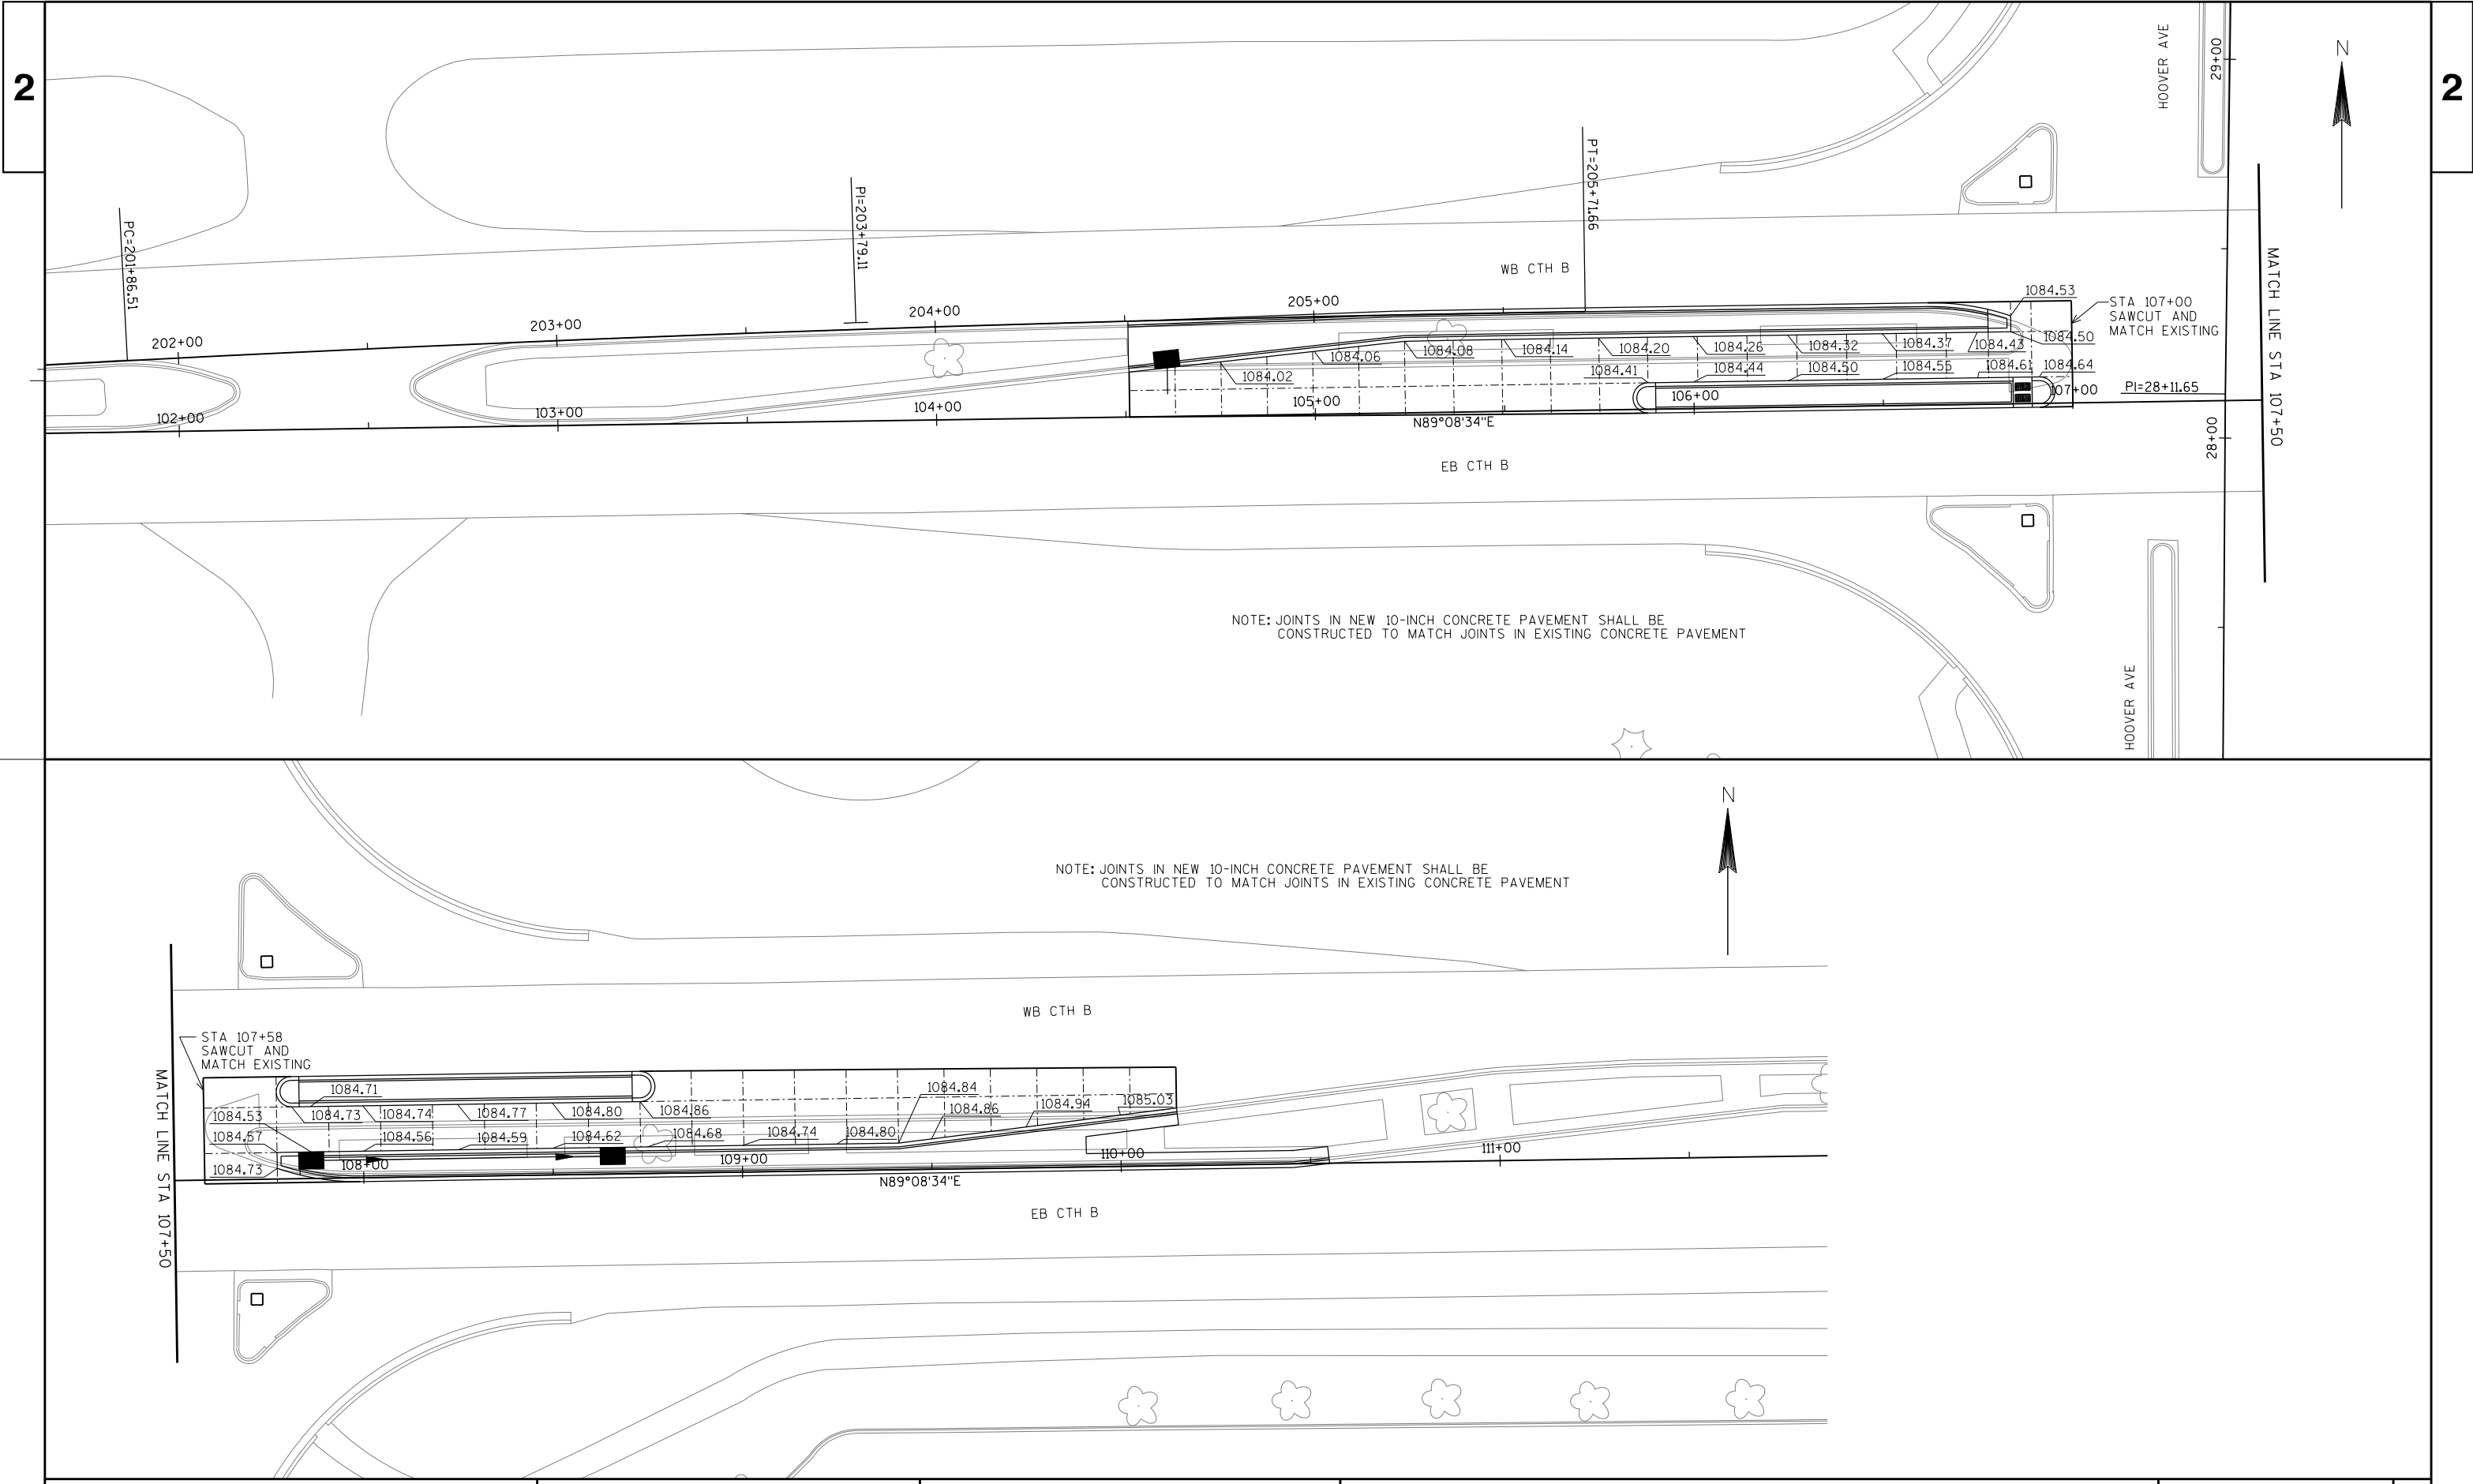 2
2
HOOVER AVE
29+00
N
PC=201+86.51
PI=203+79.11
PT=205+71.66
WB CTH B
202+00
203+00
204+00
205+00
1084.53
STA 107+00
SAWCUT AND
MATCH EXISTING
MATCH LINE STA 107+50
1084.02
1084.06
1084.08
1084.14
1084.20
1084.26
1084.32
1084.37
1084.43
1084.50
1084.41
1084.44
1084.50
1084.55
1084.61
1084.64
102+00
103+00
104+00
105+00
106+00
107+00
PI=28+11.65
N89°08'34"E
28+00
EB CTH B
NOTE: JOINTS IN NEW 10-INCH CONCRETE PAVEMENT SHALL BE
CONSTRUCTED TO MATCH JOINTS IN EXISTING CONCRETE PAVEMENT
HOOVER AVE
N
NOTE: JOINTS IN NEW 10-INCH CONCRETE PAVEMENT SHALL BE
CONSTRUCTED TO MATCH JOINTS IN EXISTING CONCRETE PAVEMENT
WB CTH B
STA 107+58
SAWCUT AND
MATCH EXISTING
MATCH LINE STA 107+50
1084.71
1084.84
1084.53
1084.73
1084.74
1084.77
1084.80
1084.86
1084.86
1084.94
1085.03
1084.57
1084.56
1084.59
1084.62
1084.68
1084.74
1084.80
1084.73
108+00
109+00
110+00
111+00
N89°08'34"E
EB CTH B